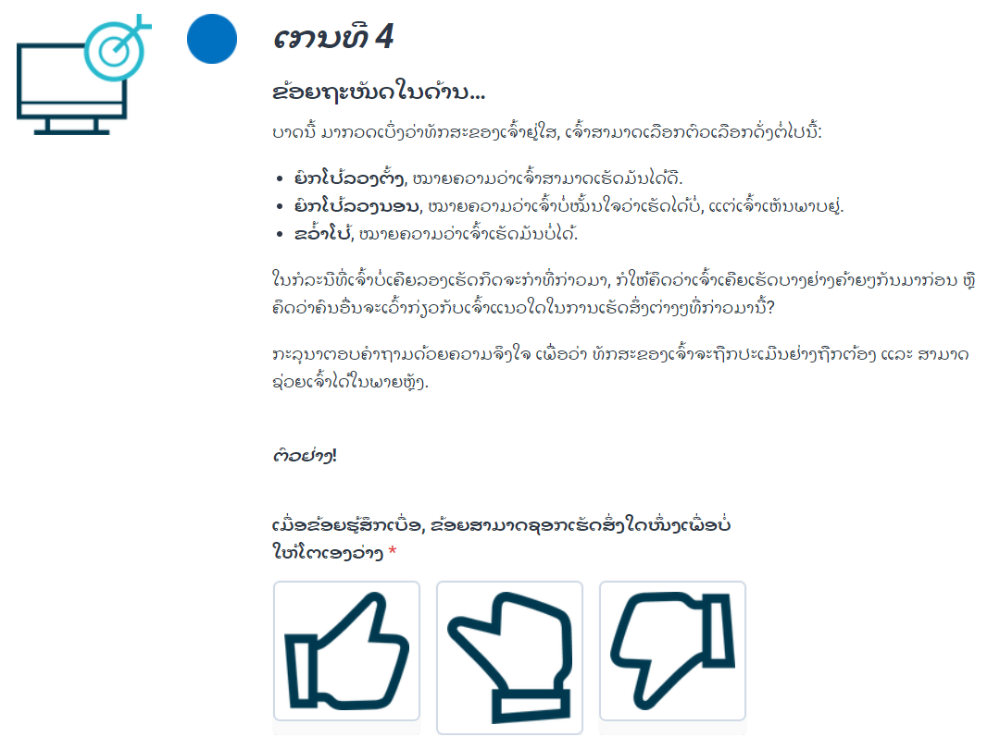 ຕອນທີ 4
ຂ້ອຍຖະໜັດໃນດ້ານ...
ບາດນີ້ ມາກວດເບິ່ງວ່າທັກສະຂອງເຈົ້າຢູ່ໃສ, ເຈົ້າສາມາດເລືອກຕົວເລືອກດັ່ງຕໍ່ໄປນີ້:
• ຍົກໂປ້ລວງຕັ້ງ, ໝາຍຄວາມວ່າເຈົ້າສາມາດເຮັດມັນໄດ້ດີ.
• ຍົກໂປ້ລວງນອນ, ໝາຍຄວາມວ່າເຈົ້າບໍ່ໝັ້ນໃຈວ່າເຮັດໄດ້ບໍ່, ແຕ່ເຈົ້າເຫັນພາບຢູ່.
• ຂວ້ຳໂປ້, ໝາຍຄວາມວ່າເຈົ້າເຮັດມັນບໍ່ໄດ້.
ໃນກໍລະນີທີ່ເຈົ້າບໍ່ເຄີຍລອງເຮັດກິດຈະກຳທີ່ກ່າວມາ, ກໍໃຫ້ຄິດວ່າເຈົ້າເຄີຍເຮັດບາງຢ່າງຄ້າຍໆກັນມາກ່ອນ ຫຼື
ຄິດວ່າຄົນອື່ນຈະເວົ້າກ່ຽວກັບເຈົ້າແນວໃດໃນການເຮັດສິ່ງຕ່າງໆທີ່ກ່າວມານີ້?
ກະລຸນາຕອບຄຳຖາມດ້ວຍຄວາມຈິງໃຈ ເພື່ອວ່າ ທັກສະຂອງເຈົ້າຈະຖືກປະເມີນຢ່າງຖືກຕ້ອງ ແລະ ສາມາດ
ຊ່ວຍເຈົ້າໄດ້ໃນພາຍຫຼັງ.
ຕົວຢ່າງ!
ເມື່ອຂ້ອຍຮູ້ສຶກເບື່ອ, ຂ້ອຍສາມາດຊອກເຮັດສິ່ງໃດໜຶ່ງເພື່ອບໍ່
ໃຫ້ໂຕເອງວ່າງ *